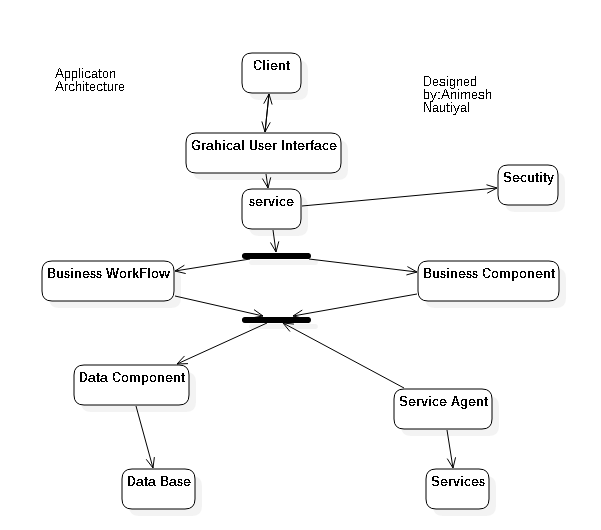 Client
Applicaton
Architecture
Designed
by:Animesh
Nautiyal
Grahical User Interface
Secutity
service
Business WorkFlow
Business Component
Data Component
Service Agent
Data Base
Services